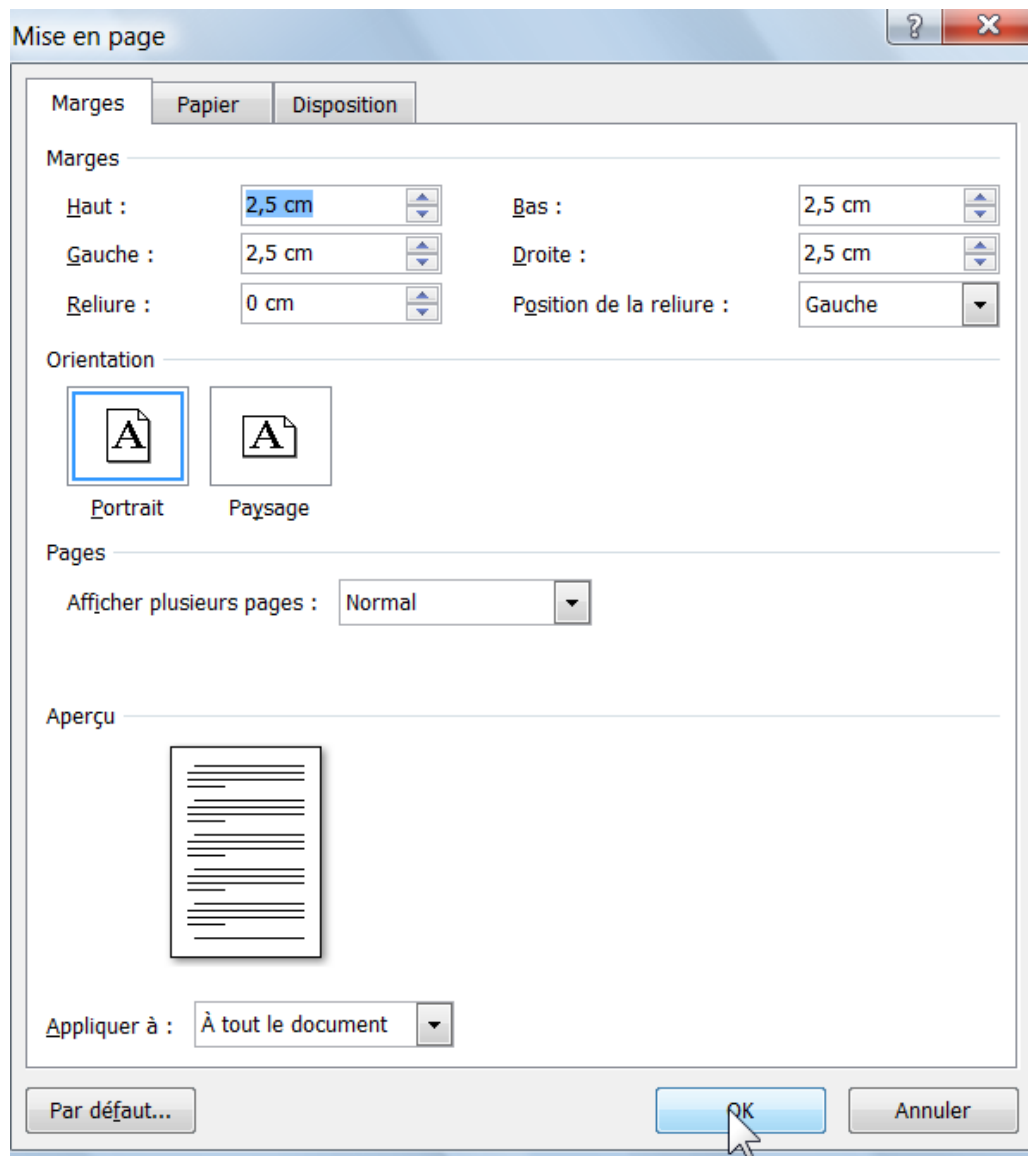 Mise en page
Marges Papier Disposition
Marges
Haut : 2,5 cm Bas : 2,5 cm
Gauche : 2,5 cm Droite : 2,5 cm
Reliure : 0 cm Position de la reliure : Gauche
Orientation
A A
Portrait Paysage
Pages
Afficher plusieurs pages : Normal
Aperçu
Appliquer à : À tout le document
Par défaut... OK Annuler